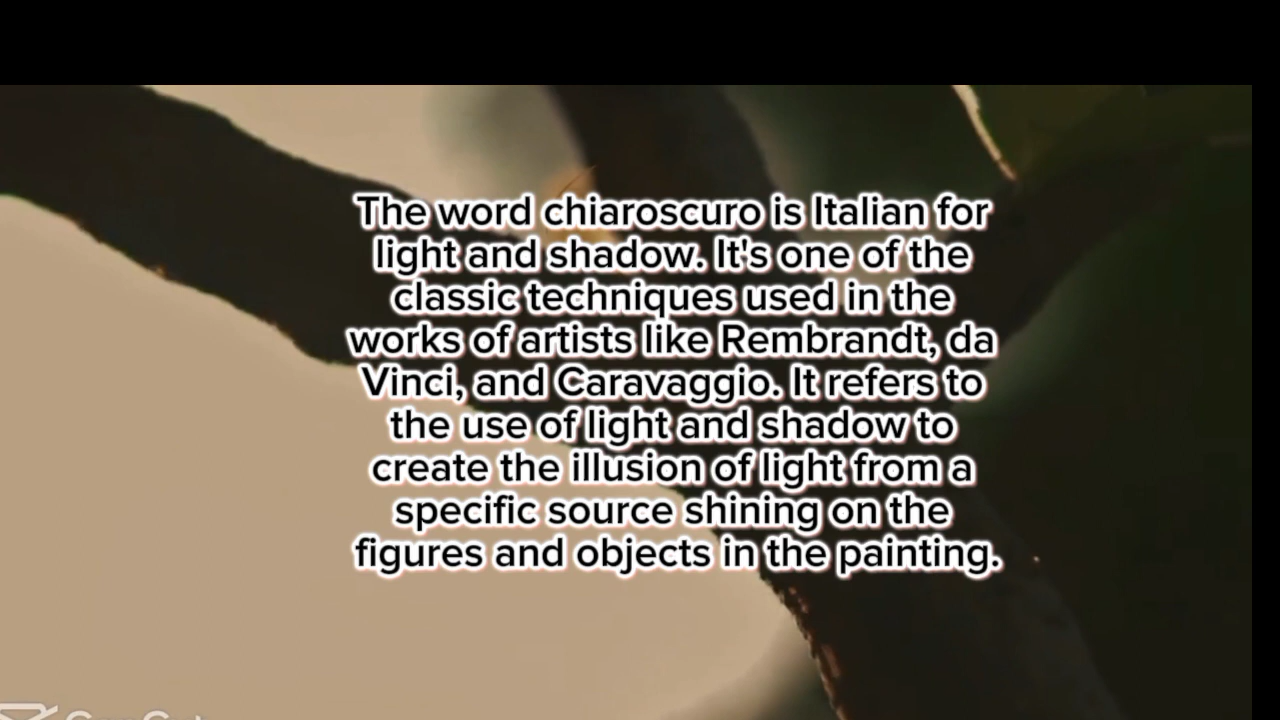 The word chiaroscuro is Italian for
light and shadow. It's one of the
classic techniques used in the
works of artists like Rembrandt, da
Vinci, and Caravaggio. It refers to
the use of light and shadow to
create the illusion of light from a
specific source shining on the
figures and objects in the painting.